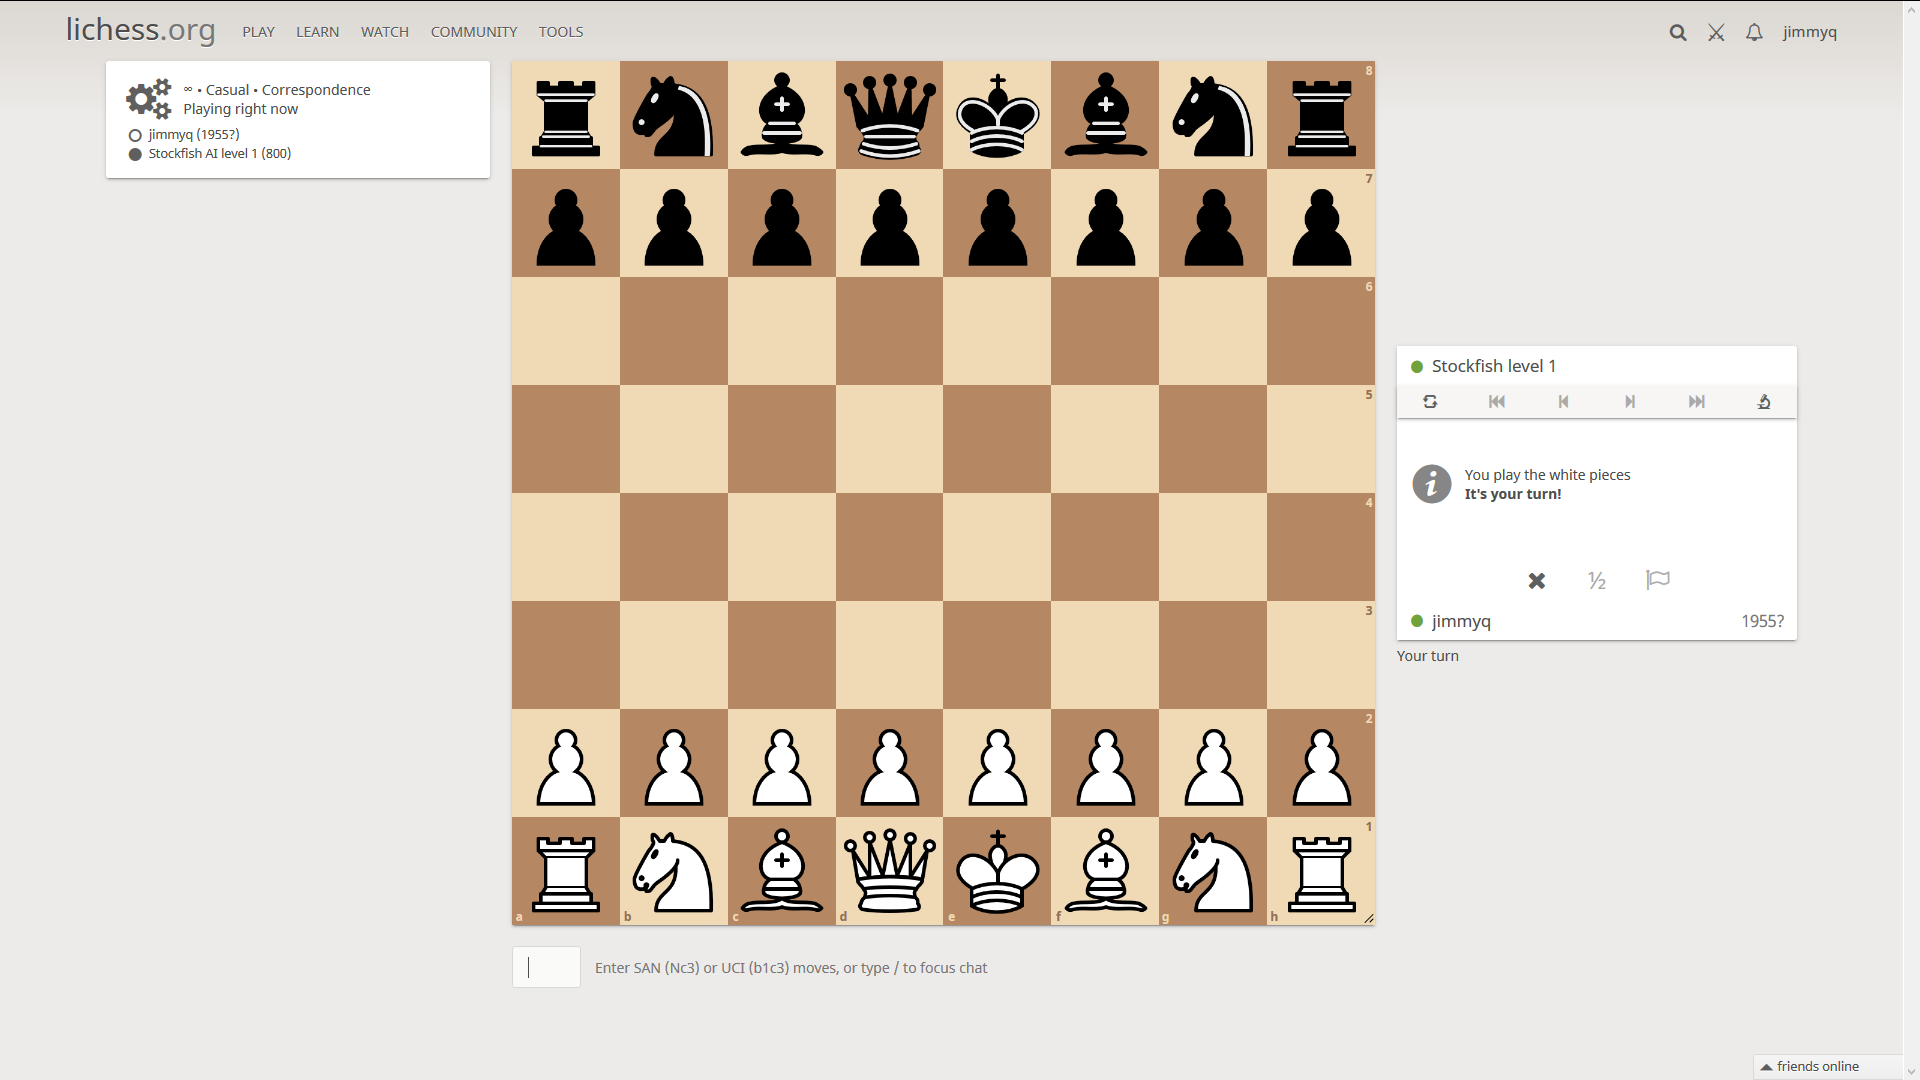 lichess.org PLAY LEARN WATCH COMMUNITY TOOLS jimmyq
∞ • Casual • Correspondence
Playing right now
jimmyq (1955?)
Stockfish AI level 1 (800)
8
7
6
5
4
3
2
1
a b c d e f g h
Enter SAN (Nc3) or UCI (b1c3) moves, or type / to focus chat
Stockfish level 1
You play the white pieces
It's your turn!
½
jimmyq 1955?
Your turn
friends online